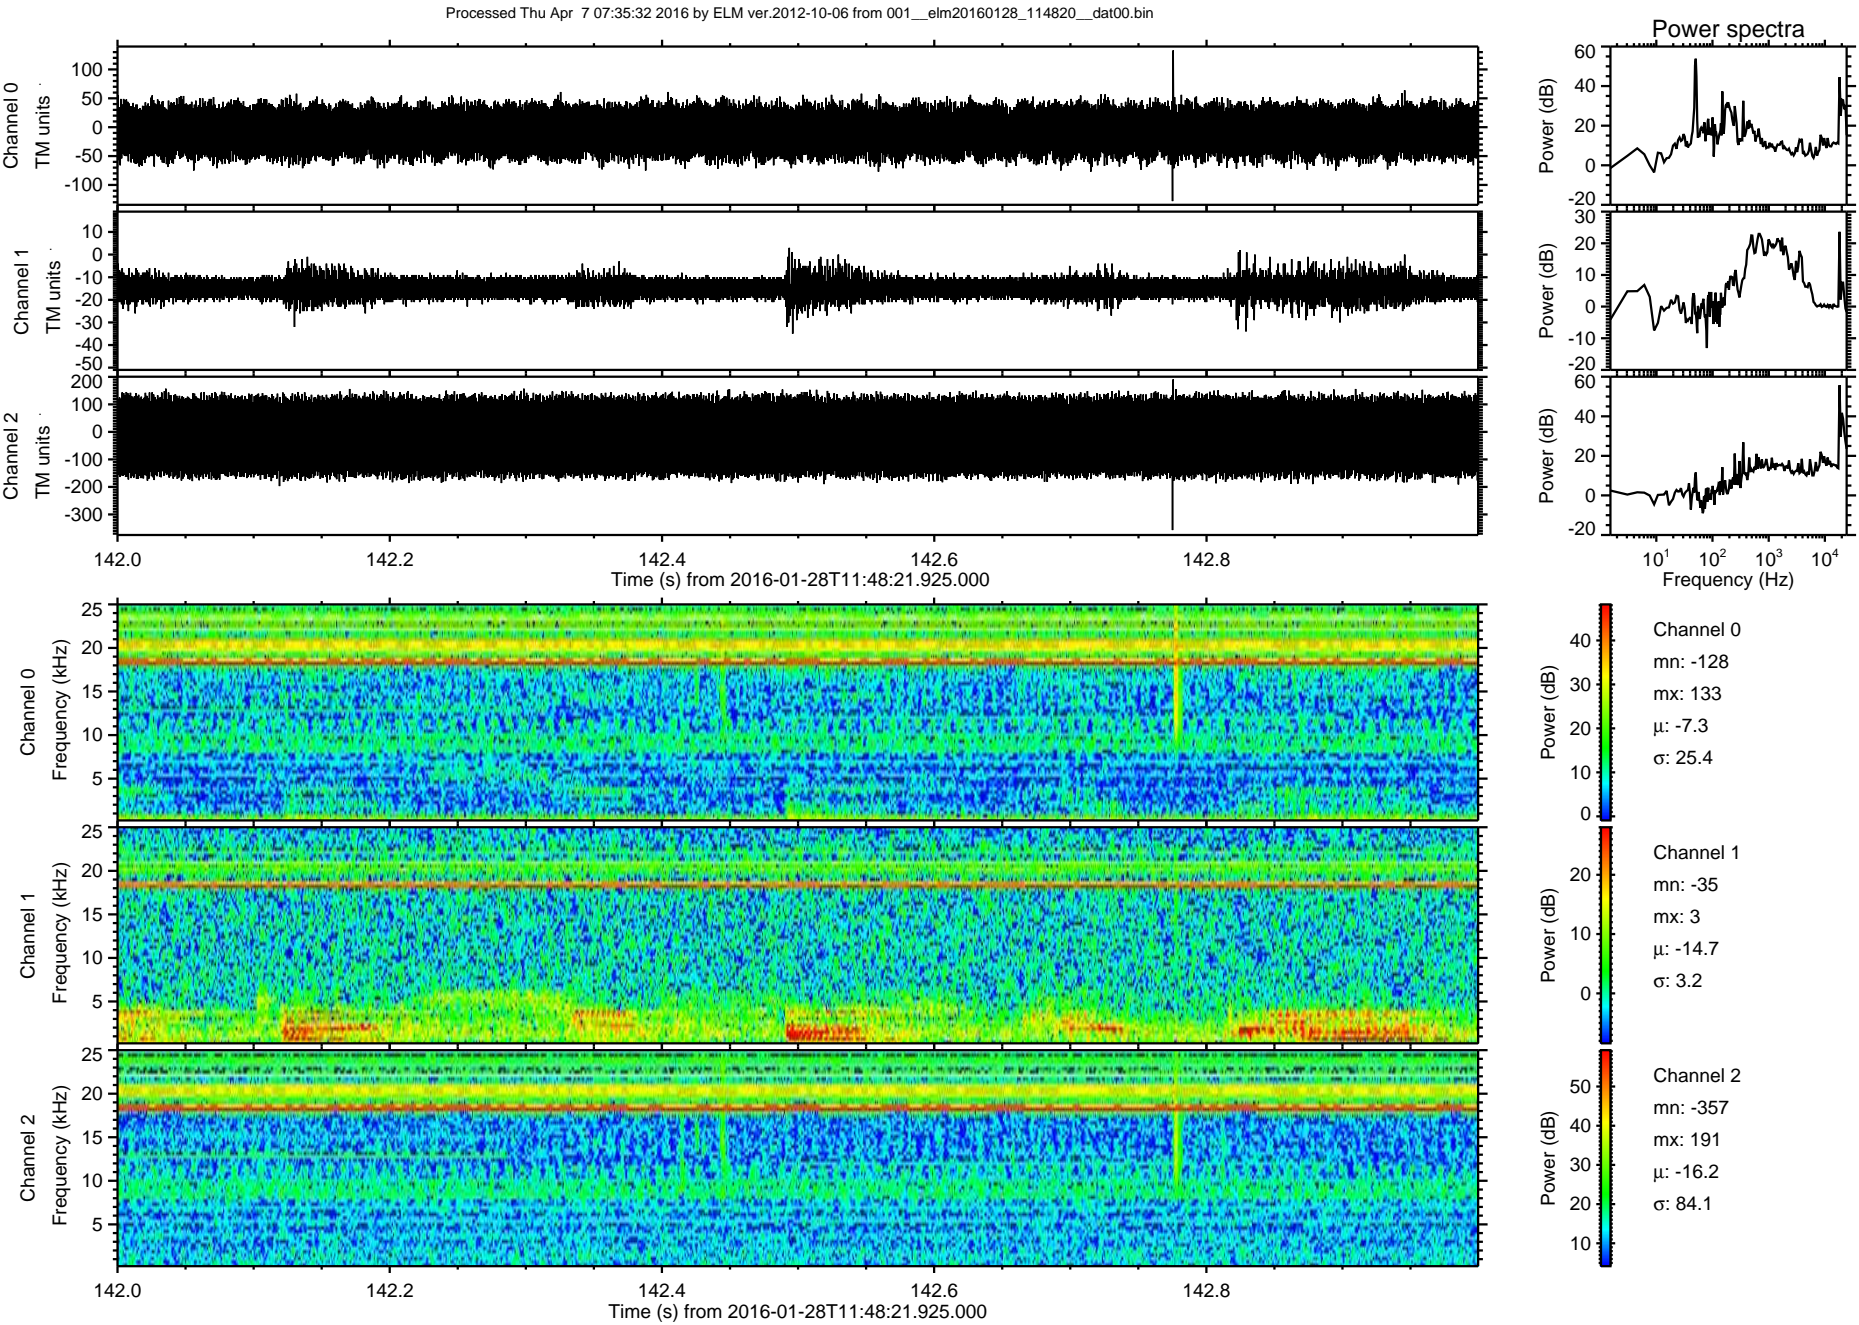 Processed Thu Apr  7 07:35:32 2016 by ELM ver.2012-10-06 from 001__elm20160128_114820__dat00.bin
Power spectra
Channel 0
TM units
100
50
0
-50
-100
Power (dB)
60
40
20
0
-20
Channel 1
TM units
10
0
-10
-20
-30
-40
-50
Power (dB)
30
20
10
0
-10
-20
Channel 2
TM units
200
100
0
-100
-200
-300
Power (dB)
60
40
20
0
-20
142.0 142.2 142.4 142.6 142.8
Time (s) from 2016-01-28T11:48:21.925.000
10^1 10^2 10^3 10^4
Frequency (Hz)
Channel 0
Frequency (kHz)
25
20
15
10
5
Power (dB)
40
30
20
10
0
Channel 0
mn: -128
mx: 133
μ: -7.3
σ: 25.4
Channel 1
Frequency (kHz)
25
20
15
10
5
Power (dB)
20
10
0
Channel 1
mn: -35
mx: 3
μ: -14.7
σ: 3.2
Channel 2
Frequency (kHz)
25
20
15
10
5
Power (dB)
50
40
30
20
10
Channel 2
mn: -357
mx: 191
μ: -16.2
σ: 84.1
142.0 142.2 142.4 142.6 142.8
Time (s) from 2016-01-28T11:48:21.925.000